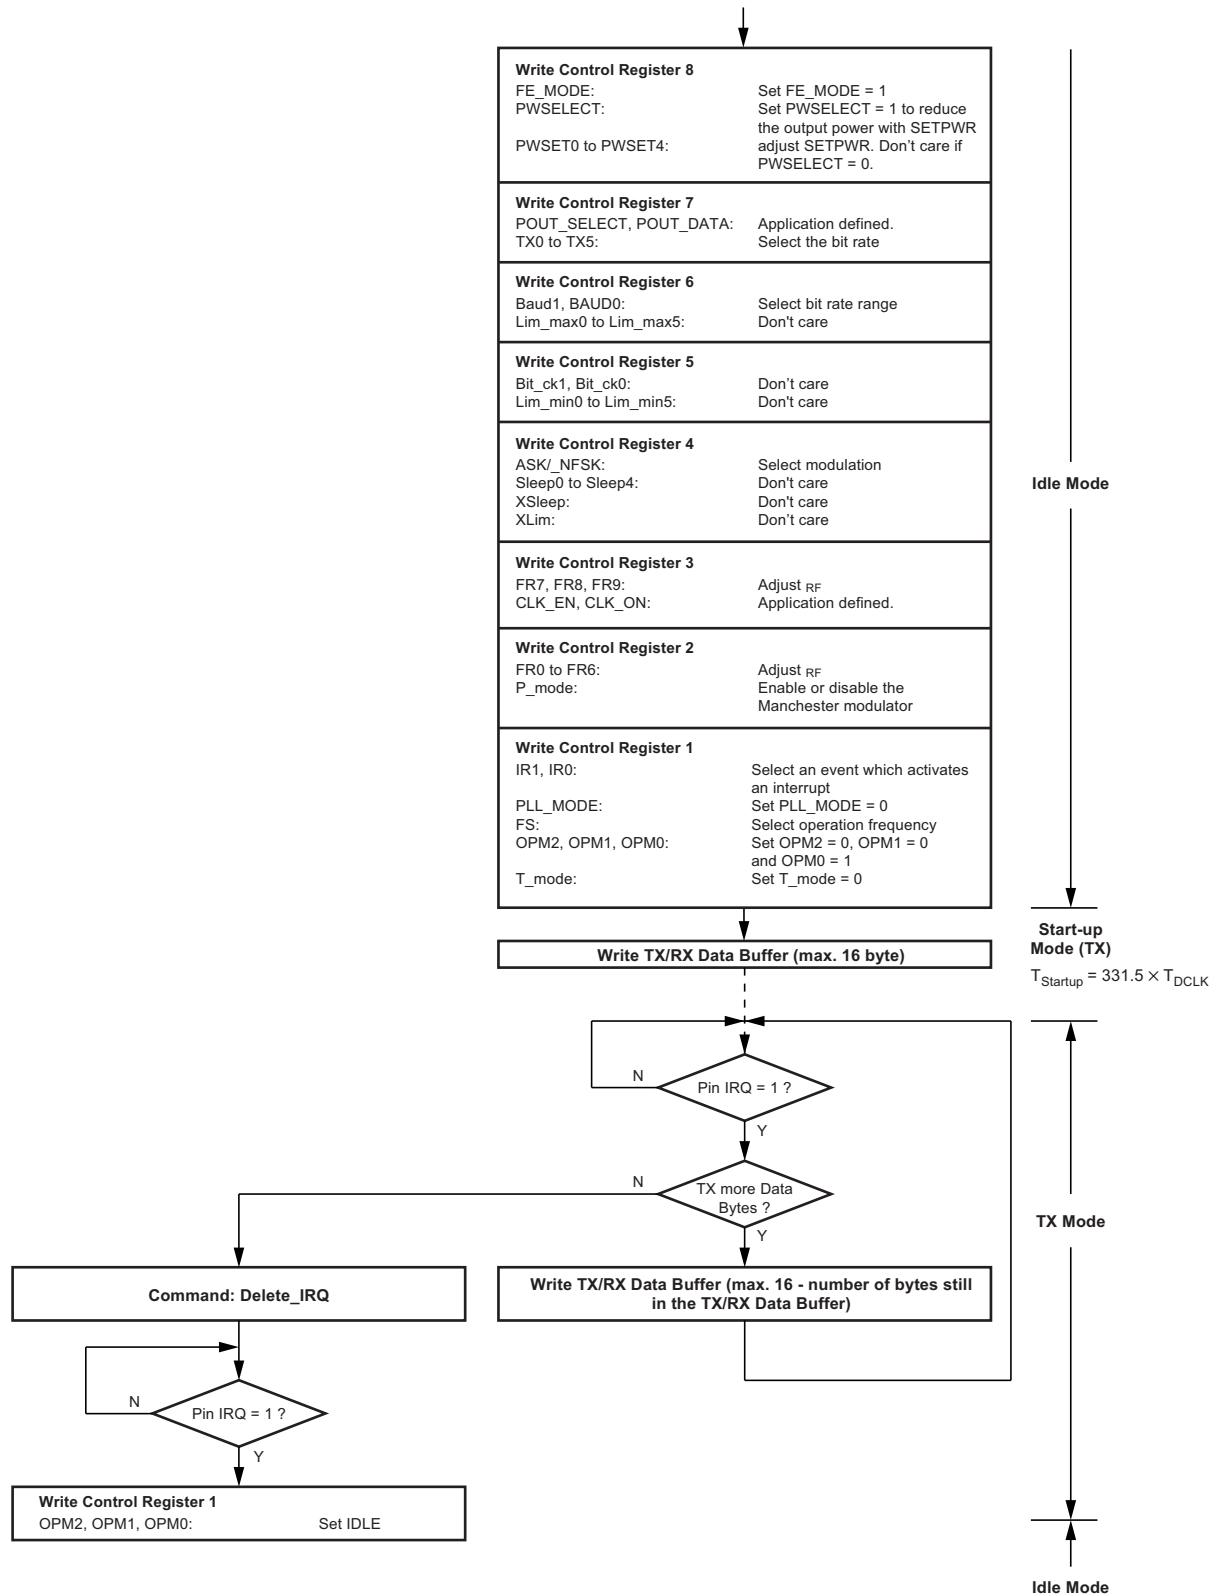 Write Control Register 8
FE_MODE: Set FE_MODE = 1
PWSELECT: Set PWSELECT = 1 to reduce
the output power with SETPWR
PWSET0 to PWSET4: adjust SETPWR. Don't care if
PWSELECT = 0.
Write Control Register 7
POUT_SELECT, POUT_DATA: Application defined.
TX0 to TX5: Select the bit rate
Write Control Register 6
Baud1, BAUD0: Select bit rate range
Lim_max0 to Lim_max5: Don't care
Write Control Register 5
Bit_ck1, Bit_ck0: Don't care
Lim_min0 to Lim_min5: Don't care
Write Control Register 4
ASK/_NFSK: Select modulation
Sleep0 to Sleep4: Don't care
XSleep: Don't care
XLim: Don't care
Idle Mode
Write Control Register 3
FR7, FR8, FR9: Adjust RF
CLK_EN, CLK_ON: Application defined.
Write Control Register 2
FR0 to FR6: Adjust RF
P_mode: Enable or disable the
Manchester modulator
Write Control Register 1
IR1, IR0: Select an event which activates
an interrupt
PLL_MODE: Set PLL_MODE = 0
FS: Select operation frequency
OPM2, OPM1, OPM0: Set OPM2 = 0, OPM1 = 0
and OPM0 = 1
T_mode: Set T_mode = 0
Start-up
Mode (TX)
TStartup = 331.5 × TDCLK
Write TX/RX Data Buffer (max. 16 byte)
N
Pin IRQ = 1 ?
Y
N
TX more Data
Bytes ?
Y
TX Mode
Command: Delete_IRQ
Write TX/RX Data Buffer (max. 16 - number of bytes still
in the TX/RX Data Buffer)
N
Pin IRQ = 1 ?
Y
Write Control Register 1
OPM2, OPM1, OPM0: Set IDLE
Idle Mode